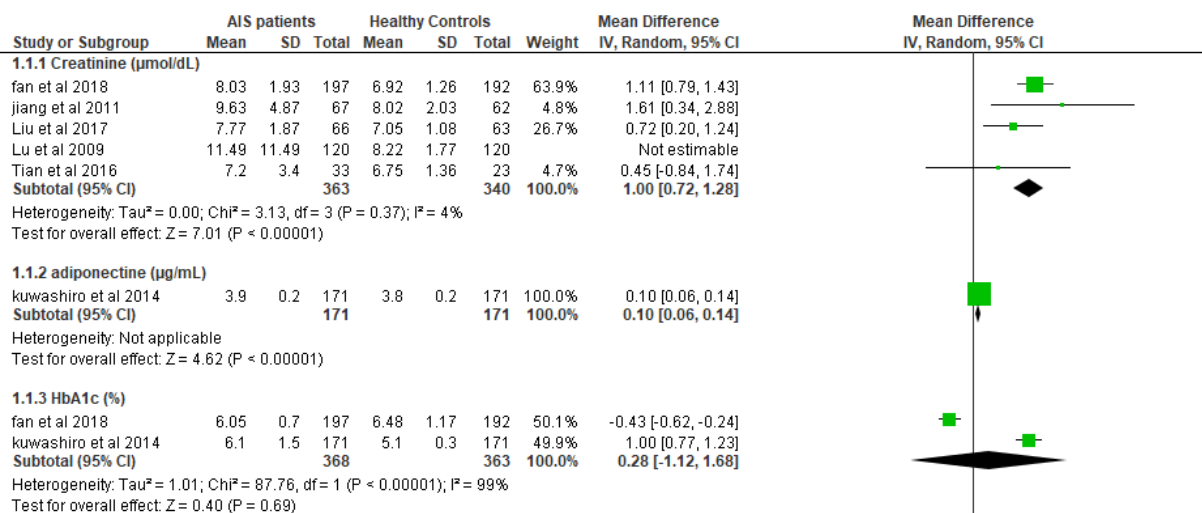 AIS patients Healthy Controls Mean Difference Mean Difference
Study or Subgroup Mean SD Total Mean SD Total Weight IV, Random, 95% CI IV, Random, 95% CI
1.1.1 Creatinine (µmol/dL)
fan et al 2018 8.03 1.93 197 6.92 1.26 192 63.9% 1.11 [0.79, 1.43]
jiang et al 2011 9.63 4.87 67 8.02 2.03 62 4.8% 1.61 [0.34, 2.88]
Liu et al 2017 7.77 1.87 66 7.05 1.08 63 26.7% 0.72 [0.20, 1.24]
Lu et al 2009 11.49 11.49 120 8.22 1.77 120 Not estimable
Tian et al 2016 7.2 3.4 33 6.75 1.36 23 4.7% 0.45 [-0.84, 1.74]
Subtotal (95% CI) 363 340 100.0% 1.00 [0.72, 1.28]
Heterogeneity: Tau² = 0.00; Chi² = 3.13, df = 3 (P = 0.37); I² = 4%
Test for overall effect: Z = 7.01 (P < 0.00001)
1.1.2 adiponectine (µg/mL)
kuwashiro et al 2014 3.9 0.2 171 3.8 0.2 171 100.0% 0.10 [0.06, 0.14]
Subtotal (95% CI) 171 171 100.0% 0.10 [0.06, 0.14]
Heterogeneity: Not applicable
Test for overall effect: Z = 4.62 (P < 0.00001)
1.1.3 HbA1c (%)
fan et al 2018 6.05 0.7 197 6.48 1.17 192 50.1% -0.43 [-0.62, -0.24]
kuwashiro et al 2014 6.1 1.5 171 5.1 0.3 171 49.9% 1.00 [0.77, 1.23]
Subtotal (95% CI) 368 363 100.0% 0.28 [-1.12, 1.68]
Heterogeneity: Tau² = 1.01; Chi² = 87.76, df = 1 (P < 0.00001); I² = 99%
Test for overall effect: Z = 0.40 (P = 0.69)